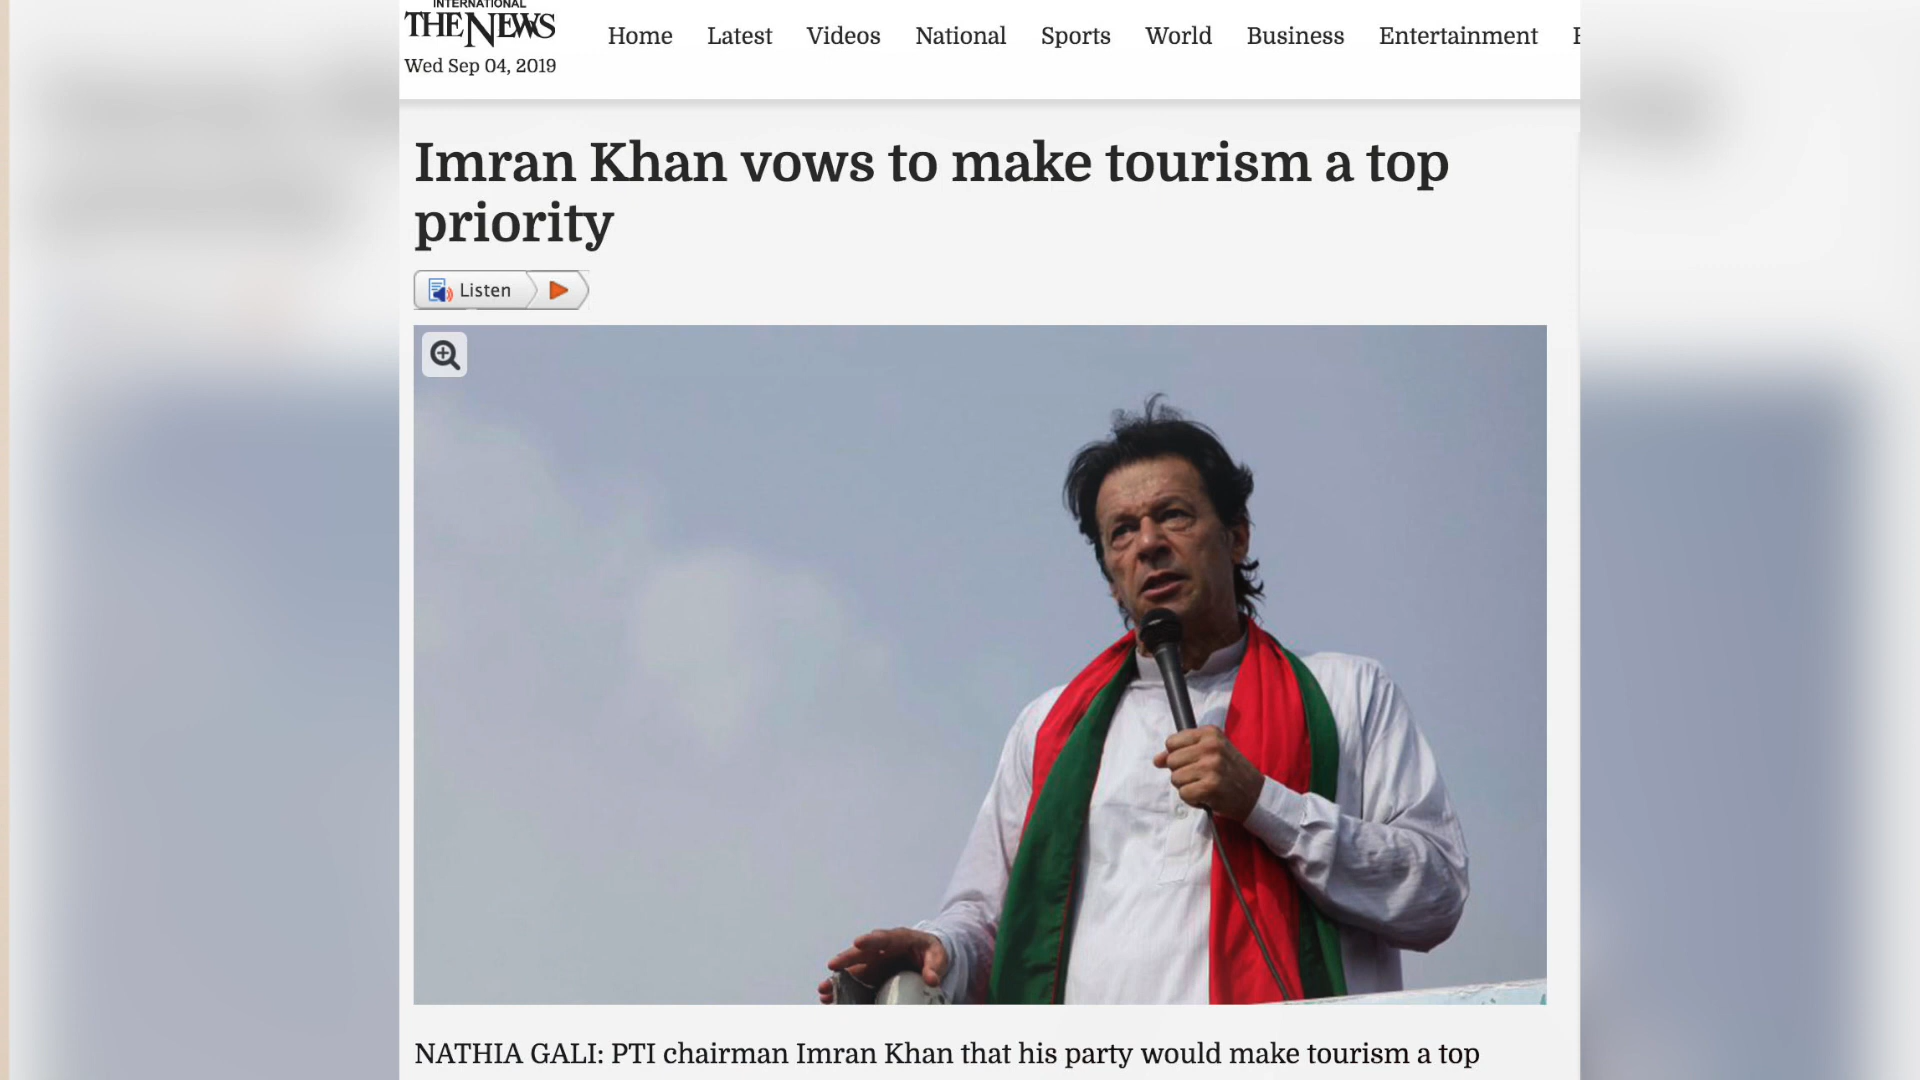 INTERNATIONAL
THE NEWS
Home Latest Videos National Sports World Business Entertainment
Wed Sep 04, 2019
Imran Khan vows to make tourism a top
priority
Listen
NATHIA GALI: PTI chairman Imran Khan that his party would make tourism a top